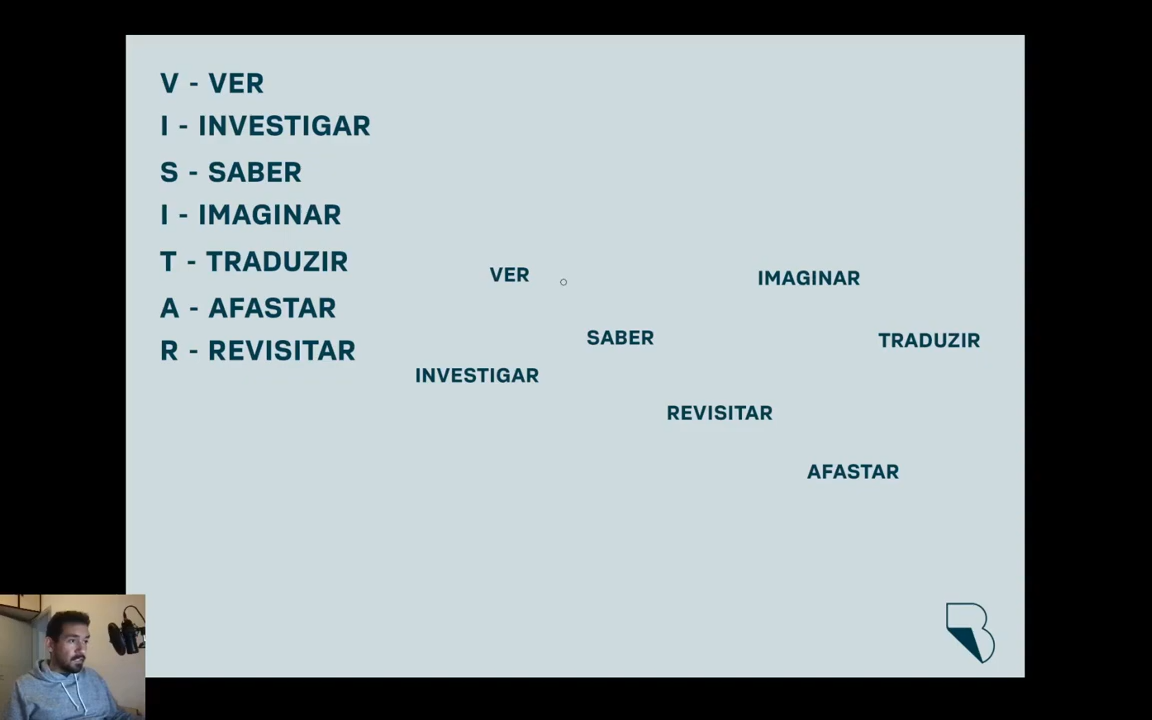 V - VER
I - INVESTIGAR
S - SABER
I - IMAGINAR
T - TRADUZIR
A - AFASTAR
R - REVISITAR
VER
IMAGINAR
SABER
TRADUZIR
INVESTIGAR
REVISITAR
AFASTAR